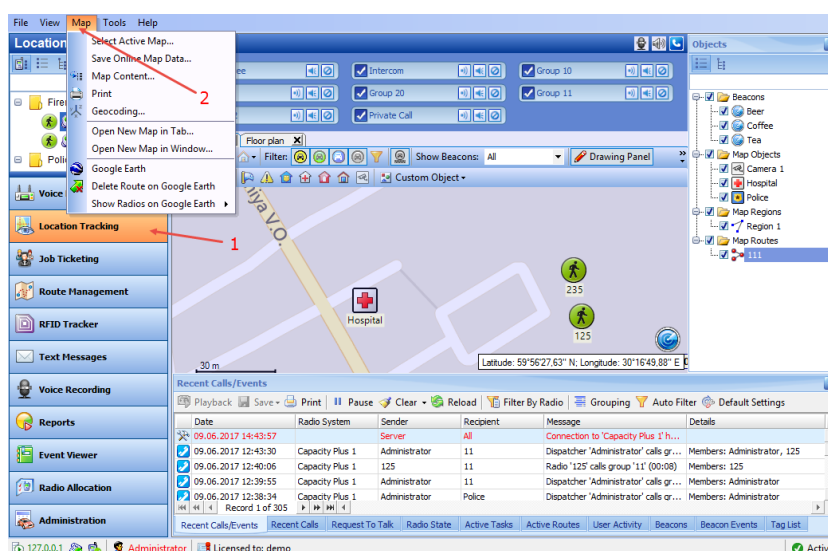 File View Map Tools Help
Location
Objects
Select Active Map...
Save Online Map Data...
Map Content...
Print
Geocoding...
Open New Map in Tab...
Open New Map in Window...
Google Earth
Delete Route on Google Earth
Show Radios on Google Earth
2
1
Intercom
Group 10
Group 20
Group 11
Private Call
Floor plan X
Filter:
Show Beacons: All
Drawing Panel
Custom Object
Voice
Location Tracking
Job Ticketing
Route Management
RFID Tracker
Text Messages
Voice Recording
Reports
Event Viewer
Radio Allocation
Administration
iya V.O.
235
Hospital
125
30 m
Latitude: 59°56'27,63" N; Longitude: 30°16'49,88" E
Beacons
Beer
Coffee
Tea
Map Objects
Camera 1
Hospital
Police
Map Regions
Region 1
Map Routes
111
Recent Calls/Events
Playback Save Print Pause Clear Reload Filter By Radio Grouping Auto Filter Default Settings
Date Radio System Sender Recipient Message Details
09.06.2017 14:43:57 Server All Connection to 'Capacity Plus 1' h...
09.06.2017 12:43:30 Capacity Plus 1 Administrator 11 Dispatcher 'Administrator' calls gr... Members: Administrator, 125
09.06.2017 12:40:06 Capacity Plus 1 125 11 Radio '125' calls group '11' (00:08) Members: 125
09.06.2017 12:39:55 Capacity Plus 1 Administrator 11 Dispatcher 'Administrator' calls gr... Members: Administrator
09.06.2017 12:38:34 Capacity Plus 1 Administrator Police Dispatcher 'Administrator' calls gr... Members: Administrator
Record 1 of 305
Recent Calls/Events Recent Calls Request To Talk Radio State Active Tasks Active Routes User Activity Beacons Beacon Events Tag List
127.0.0.1 Administrator Licensed to: demo